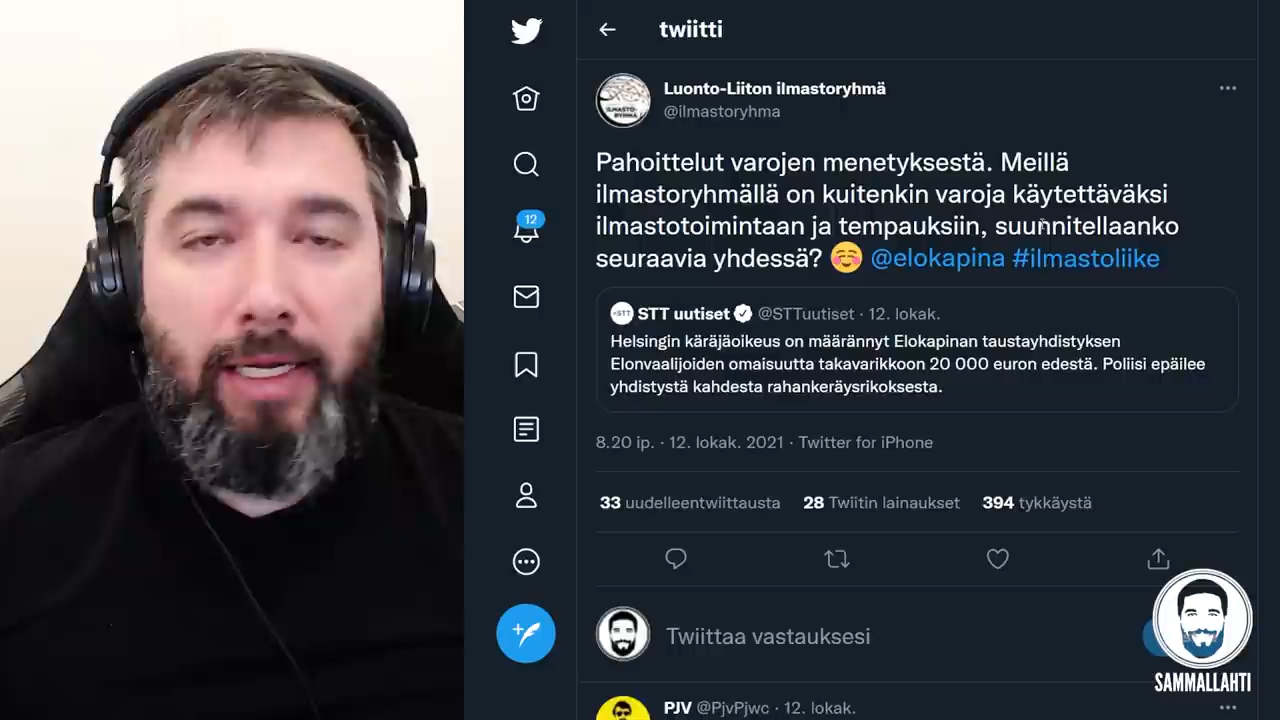 twiitti
Luonto-Liiton ilmastoryhmä
@ilmastoryhma
Pahoittelut varojen menetyksestä. Meillä
ilmastoryhmällä on kuitenkin varoja käytettäväksi
ilmastotoimintaan ja tempauksiin, suunnitellaanko
seuraavia yhdessä? ☺️ @elokapina #ilmastoliike
STT uutiset @STTuutiset · 12. lokak.
Helsingin käräjäoikeus on määrännyt Elokapinan taustayhdistyksen
Elonvaalijoiden omaisuutta takavarikkoon 20 000 euron edestä. Poliisi epäilee
yhdistystä kahdesta rahankeräysrikoksesta.
8.20 ip. · 12. lokak. 2021 · Twitter for iPhone
33 uudelleentwiittausta 28 Twiitin lainaukset 394 tykkäystä
12
Twiittaa vastauksesi
SAMMALLAHTI
PJV @PjvPjwc · 12. lokak.